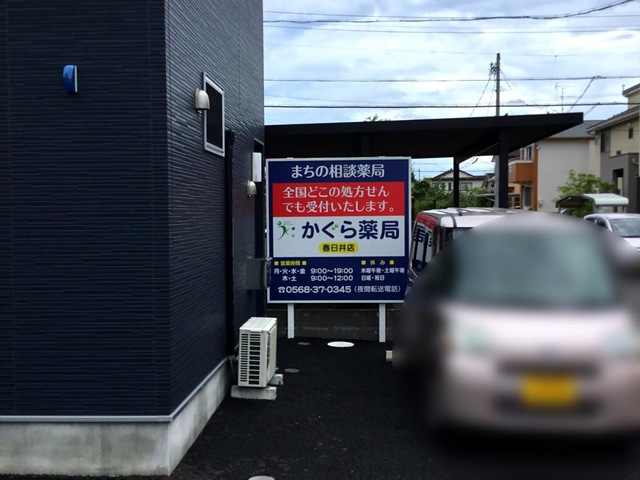 まちの相談薬局
全国どこの処方せん
でも受付いたします。
かぐら薬局
春日井店
■営業時間■
月・火・水・金 9:00〜19:00
木・土 9:00〜12:00
■休み■
木曜午後・土曜午後
日曜・祝日
☎0568-37-0345（夜間転送電話）